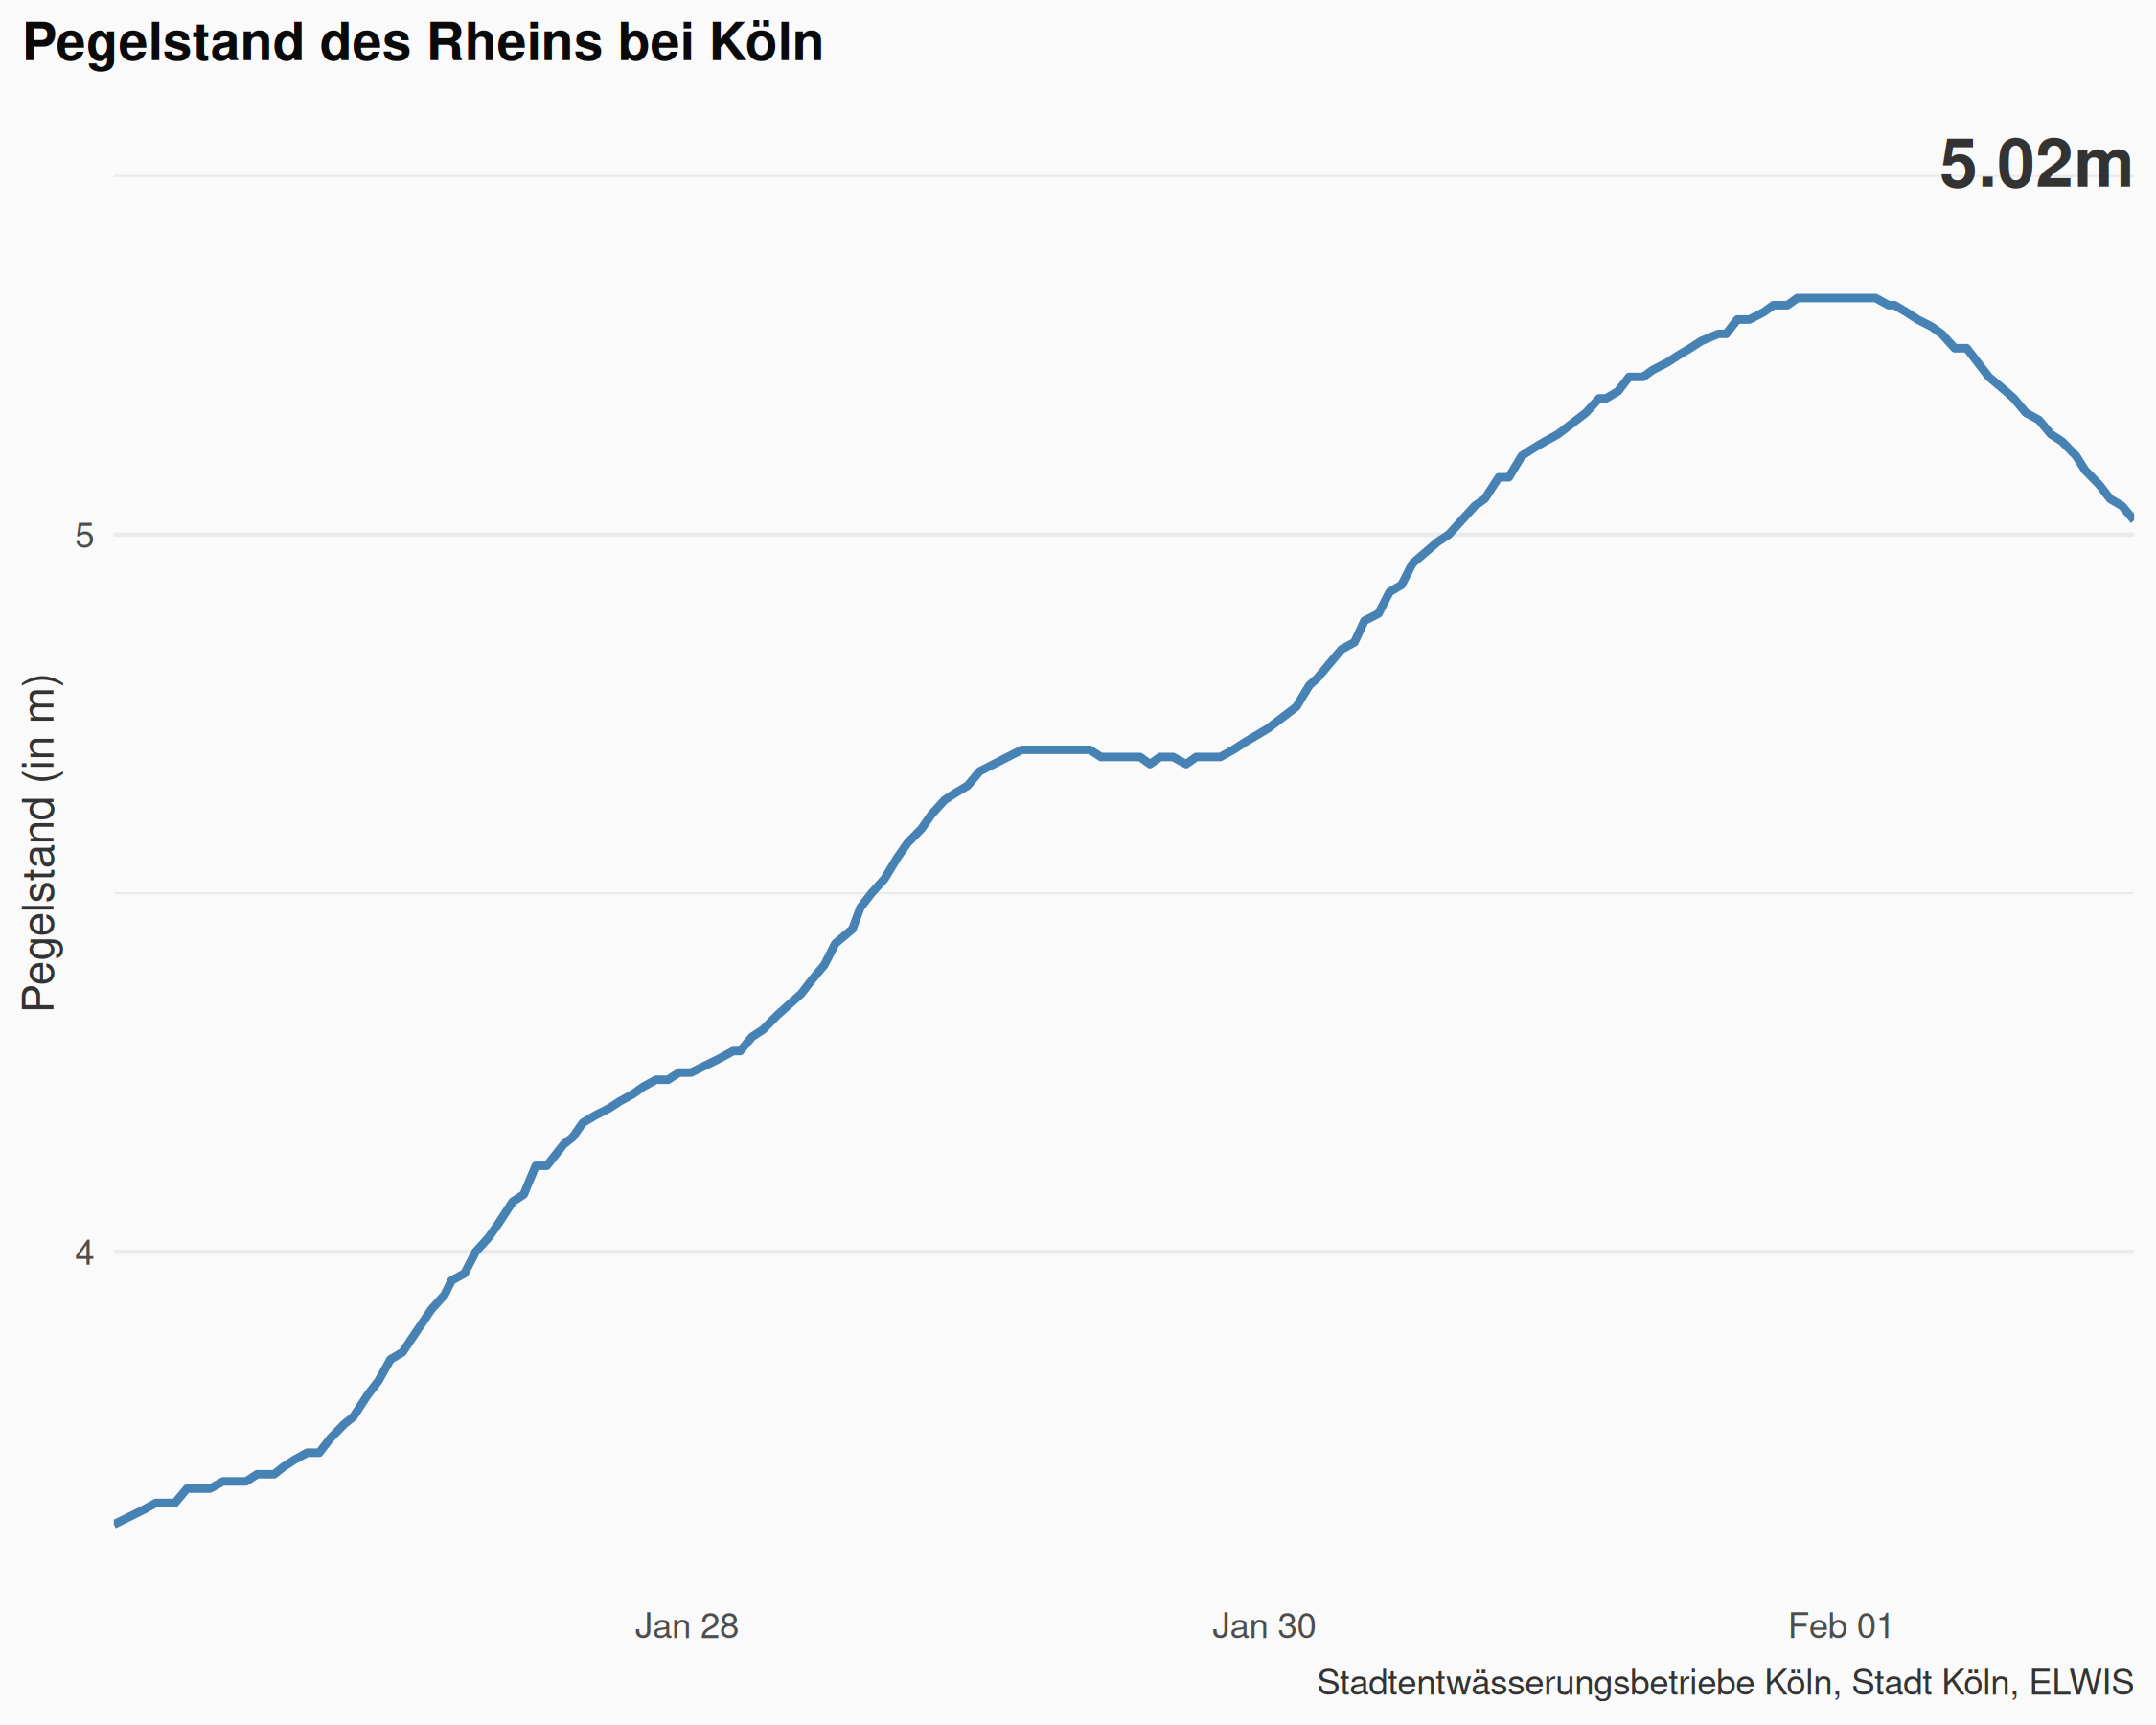 Pegelstand des Rheins bei Köln
5.02m
5
Pegelstand (in m)
4
Jan 28
Jan 30
Feb 01
Stadtentwässerungsbetriebe Köln, Stadt Köln, ELWIS